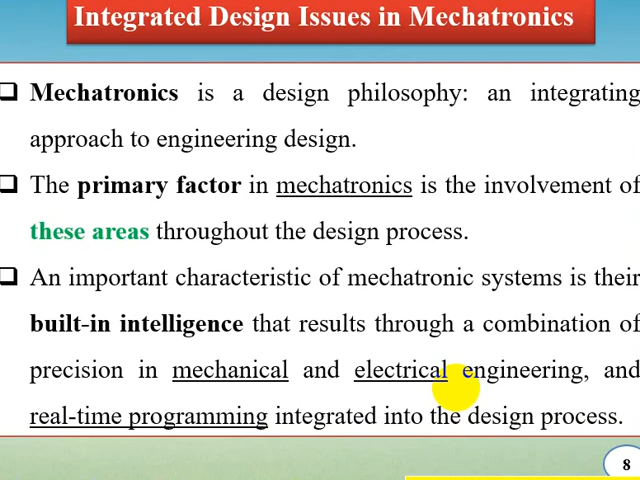 Integrated Design Issues in Mechatronics
Mechatronics is a design philosophy: an integrating
approach to engineering design.
The primary factor in mechatronics is the involvement of
these areas throughout the design process.
An important characteristic of mechatronic systems is their
built-in intelligence that results through a combination of
precision in mechanical and electrical engineering, and
real-time programming integrated into the design process.
8